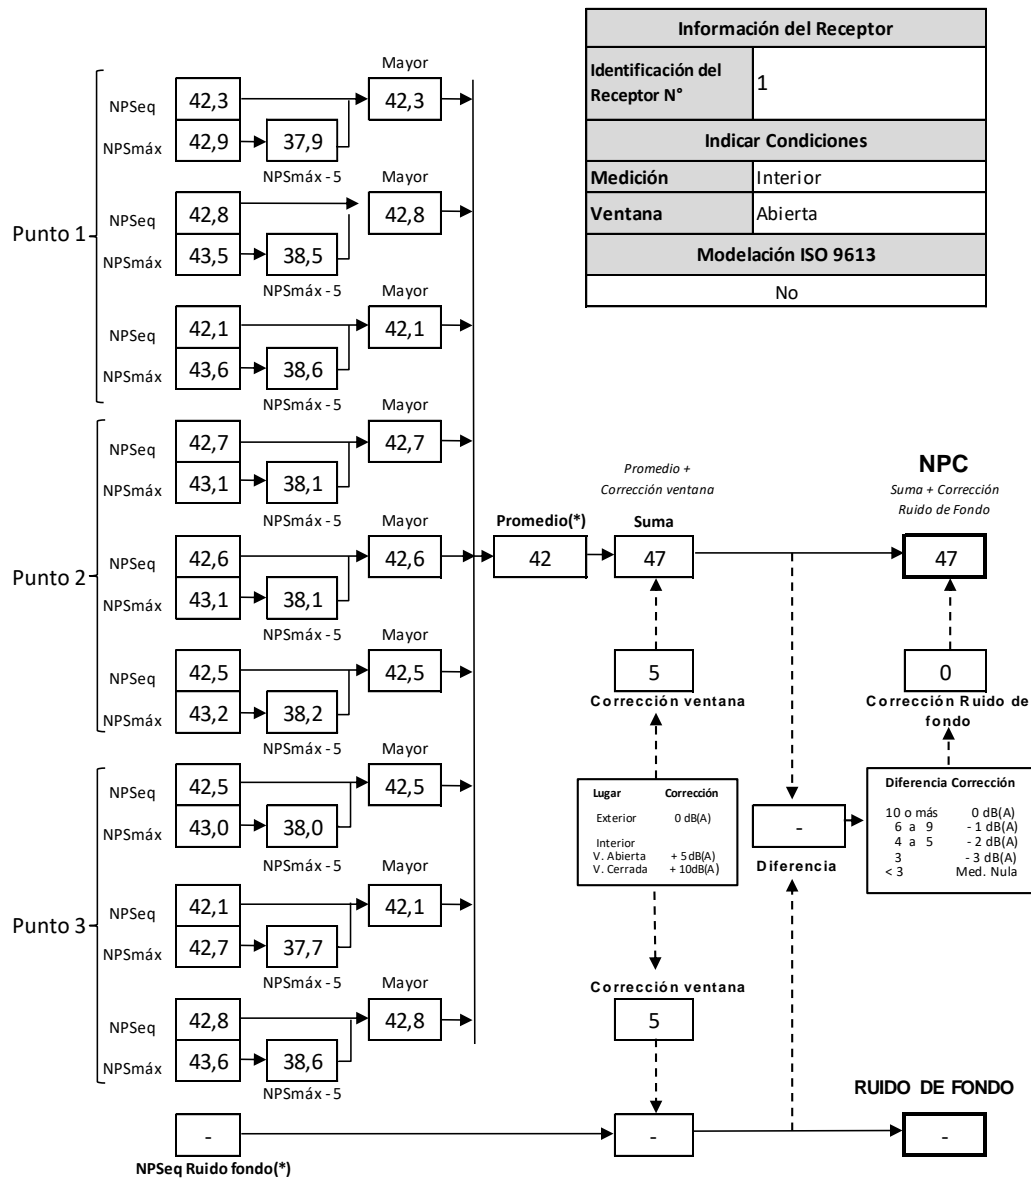 Información del Receptor
Identificación del Receptor N° 1
Indicar Condiciones
Medición Interior
Ventana Abierta
Modelación ISO 9613
No
Punto 1
Mayor
NPSeq 42,3 42,3
NPSmáx 42,9 37,9
NPSmáx - 5
Mayor
NPSeq 42,8 42,8
NPSmáx 43,5 38,5
NPSmáx - 5
Mayor
NPSeq 42,1 42,1
NPSmáx 43,6 38,6
NPSmáx - 5
Punto 2
Mayor
NPSeq 42,7 42,7
NPSmáx 43,1 38,1
NPSmáx - 5
Mayor
NPSeq 42,6 42,6
NPSmáx 43,1 38,1
NPSmáx - 5
Mayor
NPSeq 42,5 42,5
NPSmáx 43,2 38,2
NPSmáx - 5
Punto 3
Mayor
NPSeq 42,5 42,5
NPSmáx 43,0 38,0
NPSmáx - 5
Mayor
NPSeq 42,1 42,1
NPSmáx 42,7 37,7
NPSmáx - 5
Mayor
NPSeq 42,8 42,8
NPSmáx 43,6 38,6
NPSmáx - 5
Promedio(*)
42
Promedio +
Corrección ventana
Suma
47
5
Corrección ventana
Lugar Corrección
Exterior 0 dB(A)
Interior
V. Abierta + 5 dB(A)
V. Cerrada + 10dB(A)
Corrección ventana
5
-
Diferencia
NPC
Suma + Corrección
Ruido de Fondo
47
0
Corrección Ruido de
fondo
Diferencia Corrección
10 o más 0 dB(A)
6 a 9 - 1 dB(A)
4 a 5 - 2 dB(A)
3 - 3 dB(A)
< 3 Med. Nula
RUIDO DE FONDO
- - -
NPSeq Ruido fondo(*)